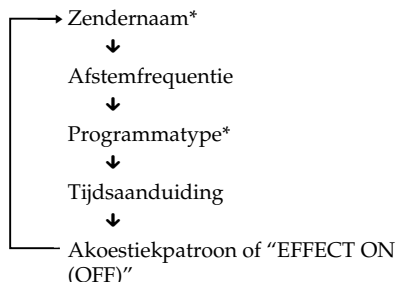 Zendernaam*
Afstemfrequentie
Programmatype*
Tijdsaanduiding
Akoestiekpatroon of “EFFECT ON
(OFF)”